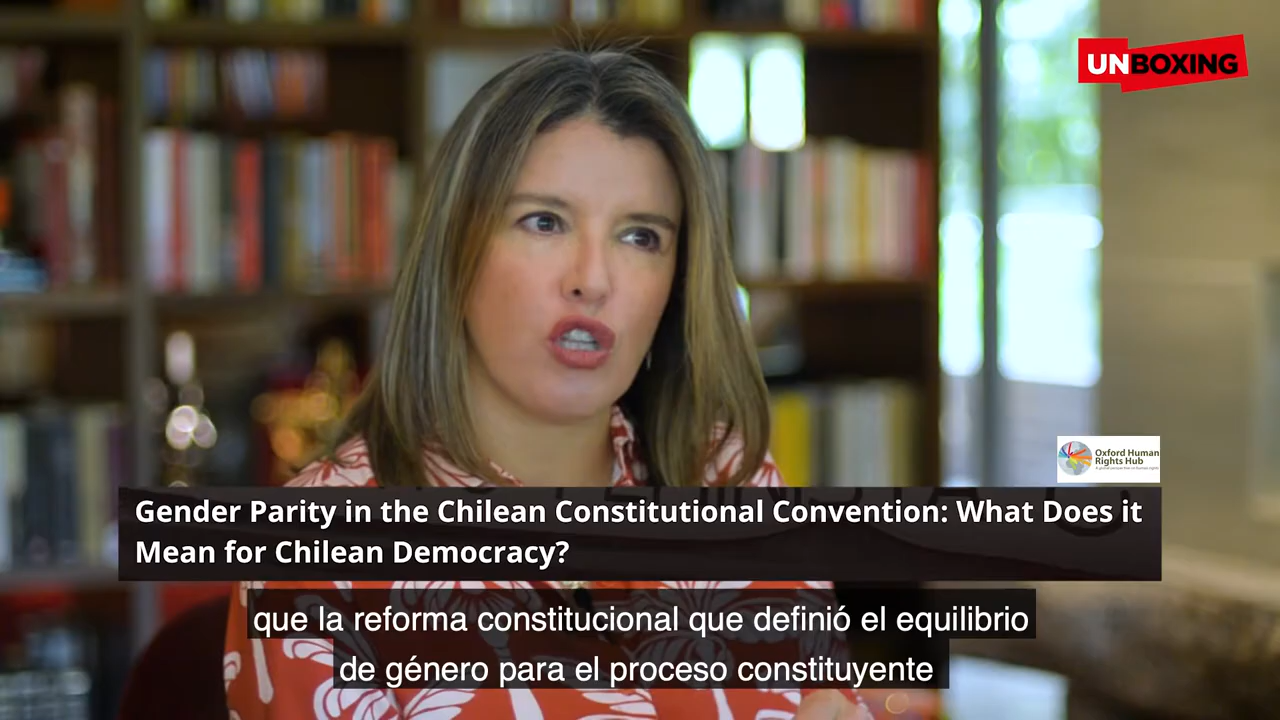 UNBOXING
Oxford Human
Rights Hub
Gender Parity in the Chilean Constitutional Convention: What Does it
Mean for Chilean Democracy?
que la reforma constitucional que definió el equilibrio
de género para el proceso constituyente